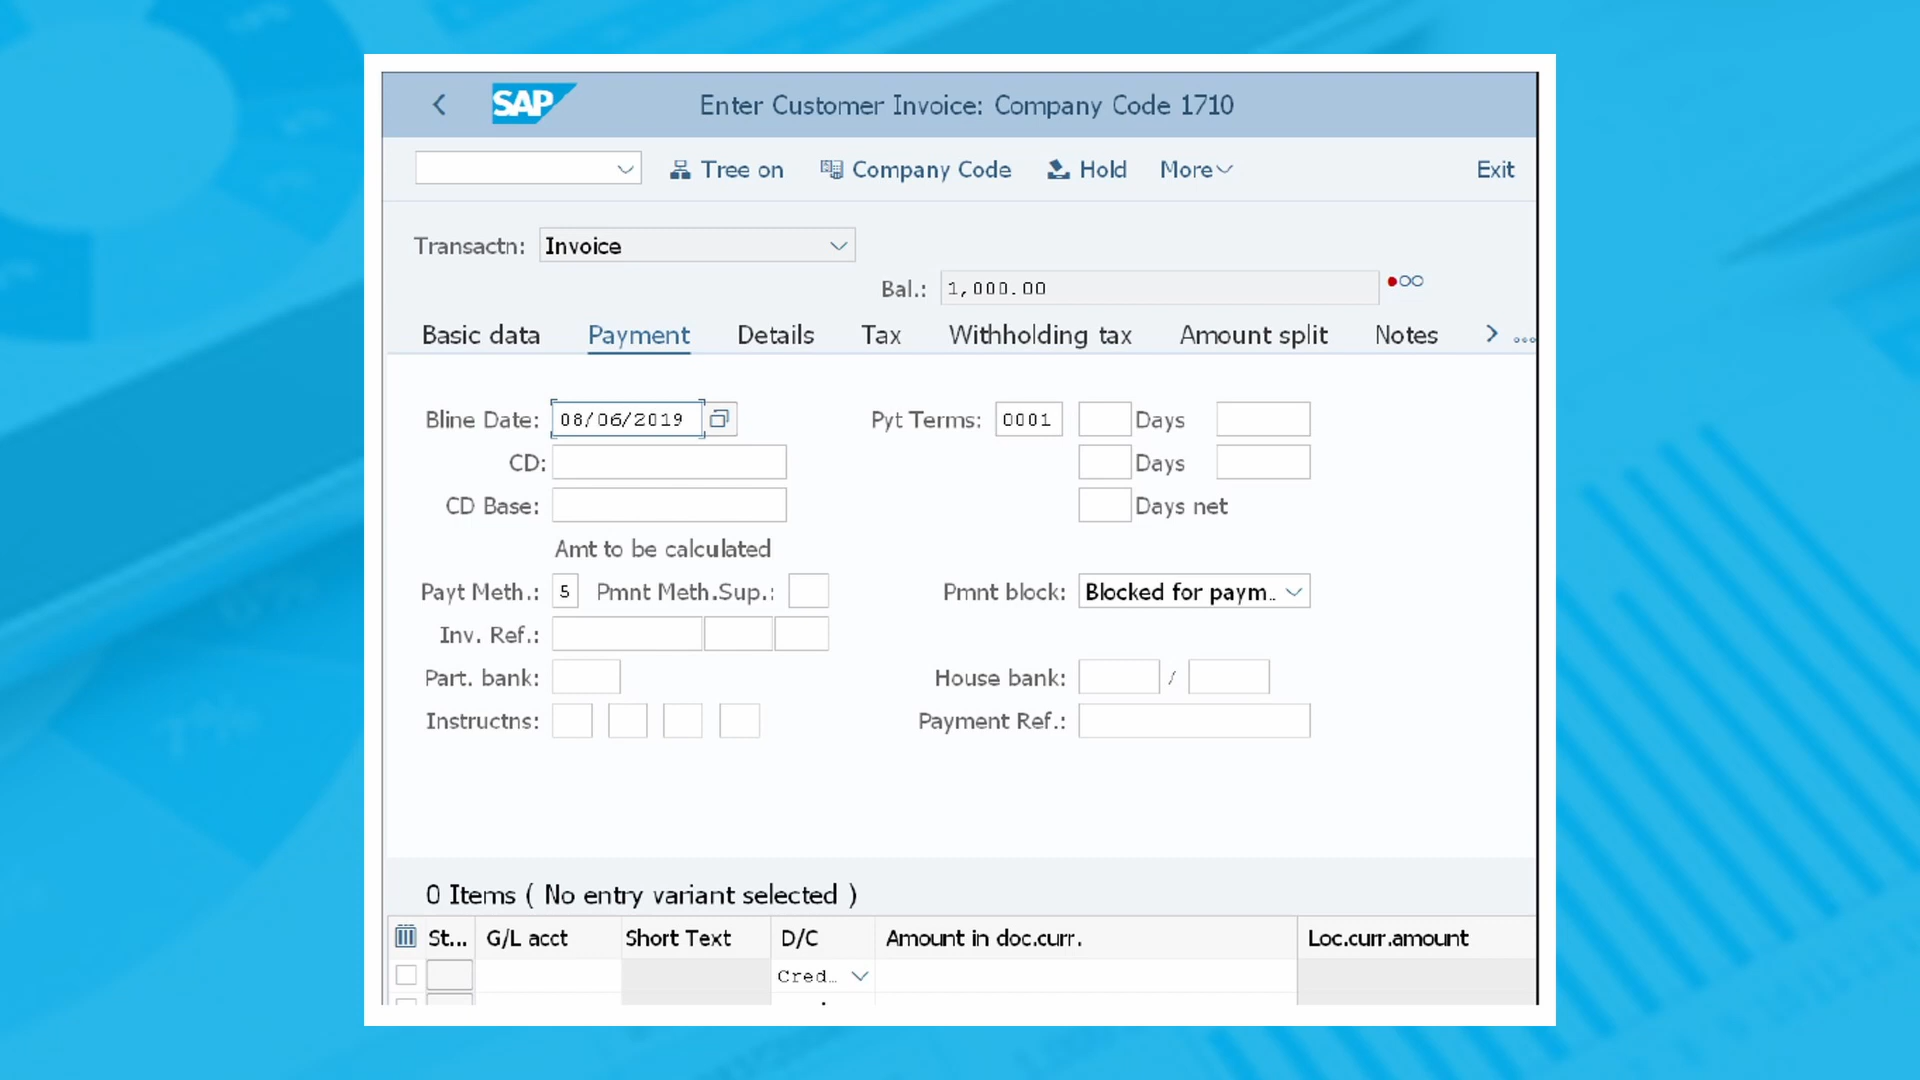 SAP Enter Customer Invoice: Company Code 1710
Tree on Company Code Hold More Exit
Transactn: Invoice
Bal.: 1,000.00
Basic data Payment Details Tax Withholding tax Amount split Notes
Bline Date: 08/06/2019 Pyt Terms: 0001 Days
CD: Days
CD Base: Days net
Amt to be calculated
Payt Meth.: 5 Pmnt Meth.Sup.: Pmnt block: Blocked for paym..
Inv. Ref.:
Part. bank: House bank: /
Instructns: Payment Ref.:
0 Items ( No entry variant selected )
St... G/L acct Short Text D/C Amount in doc.curr. Loc.curr.amount
Cred…